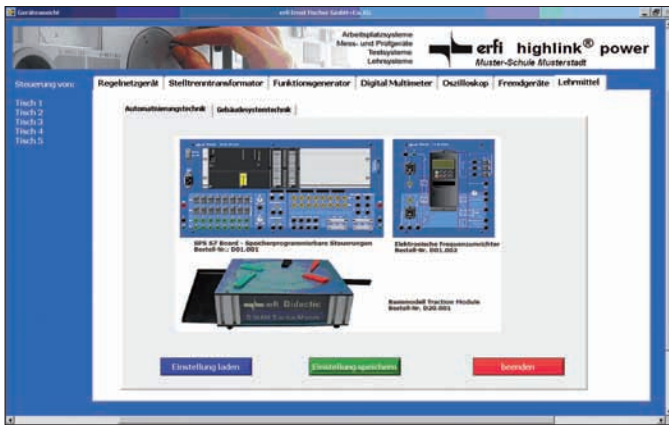 Geräteansicht
erfi Ernst Fischer GmbH+Co.KG
Arbeitsplatzsysteme
Mess- und Prüfgeräte
Testsysteme
Lehrsysteme
erfi highlink® power
Muster-Schule Musterstadt
Steuerung von:
Tisch 1
Tisch 2
Tisch 3
Tisch 4
Tisch 5
Regelnetzgerät Stelltrenntransformator Funktionsgenerator Digital Multimeter Oszilloskop Fremdgeräte Lehrmittel
Automatisierungstechnik Gebäudesystemtechnik
SPS S7 Board - Speicherprogrammierbare Steuerungen
Bestell-Nr.: D01.001
Elektronische Frequenzumrichter
Bestell-Nr. D01.002
Basismodell Traction Module
Bestell-Nr. D20.001
erfi Didactic
Einstellung laden
Einstellung speichern
beenden